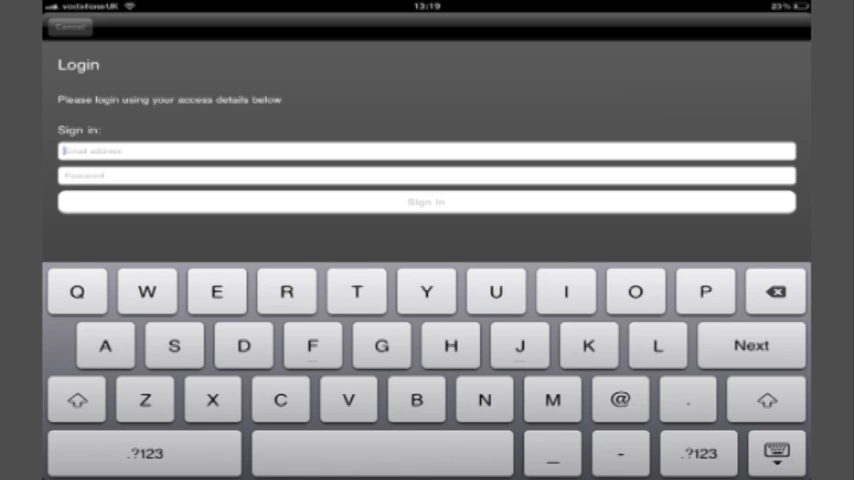 vodafone UK 13:19 23%
Cancel
Login
Please login using your access details below
Sign in:
Email address
Password
Sign In
Q W E R T Y U I O P
A S D F G H J K L Next
Z X C V B N M @ .
.?123 _ - .?123